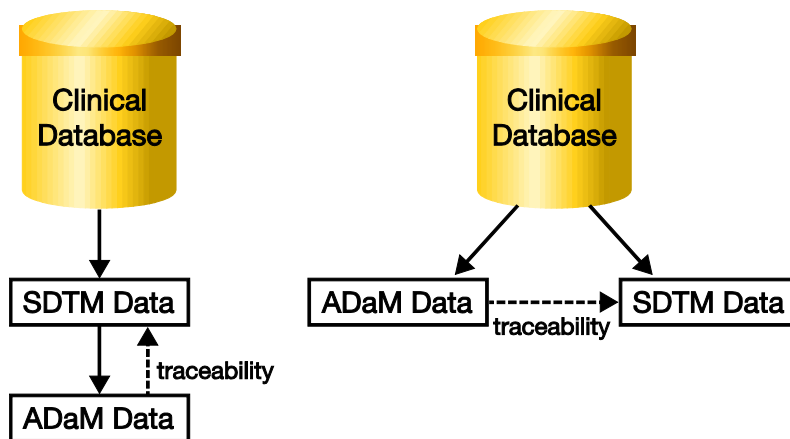 Clinical
Database
SDTM Data
traceability
ADaM Data
Clinical
Database
ADaM Data
traceability
SDTM Data